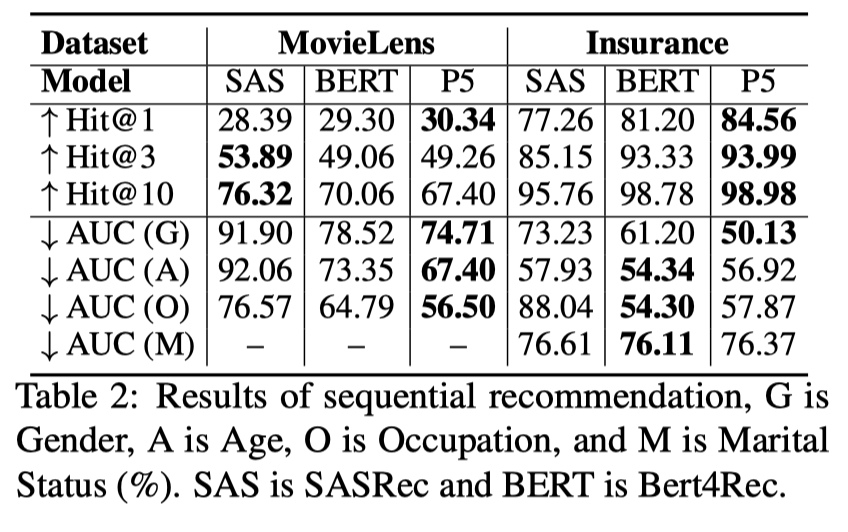 Dataset MovieLens Insurance
Model SAS BERT P5 SAS BERT P5
↑ Hit@1 28.39 29.30 30.34 77.26 81.20 84.56
↑ Hit@3 53.89 49.06 49.26 85.15 93.33 93.99
↑ Hit@10 76.32 70.06 67.40 95.76 98.78 98.98
↓ AUC (G) 91.90 78.52 74.71 73.23 61.20 50.13
↓ AUC (A) 92.06 73.35 67.40 57.93 54.34 56.92
↓ AUC (O) 76.57 64.79 56.50 88.04 54.30 57.87
↓ AUC (M) – – – 76.61 76.11 76.37
Table 2: Results of sequential recommendation, G is
Gender, A is Age, O is Occupation, and M is Marital
Status (%). SAS is SASRec and BERT is Bert4Rec.